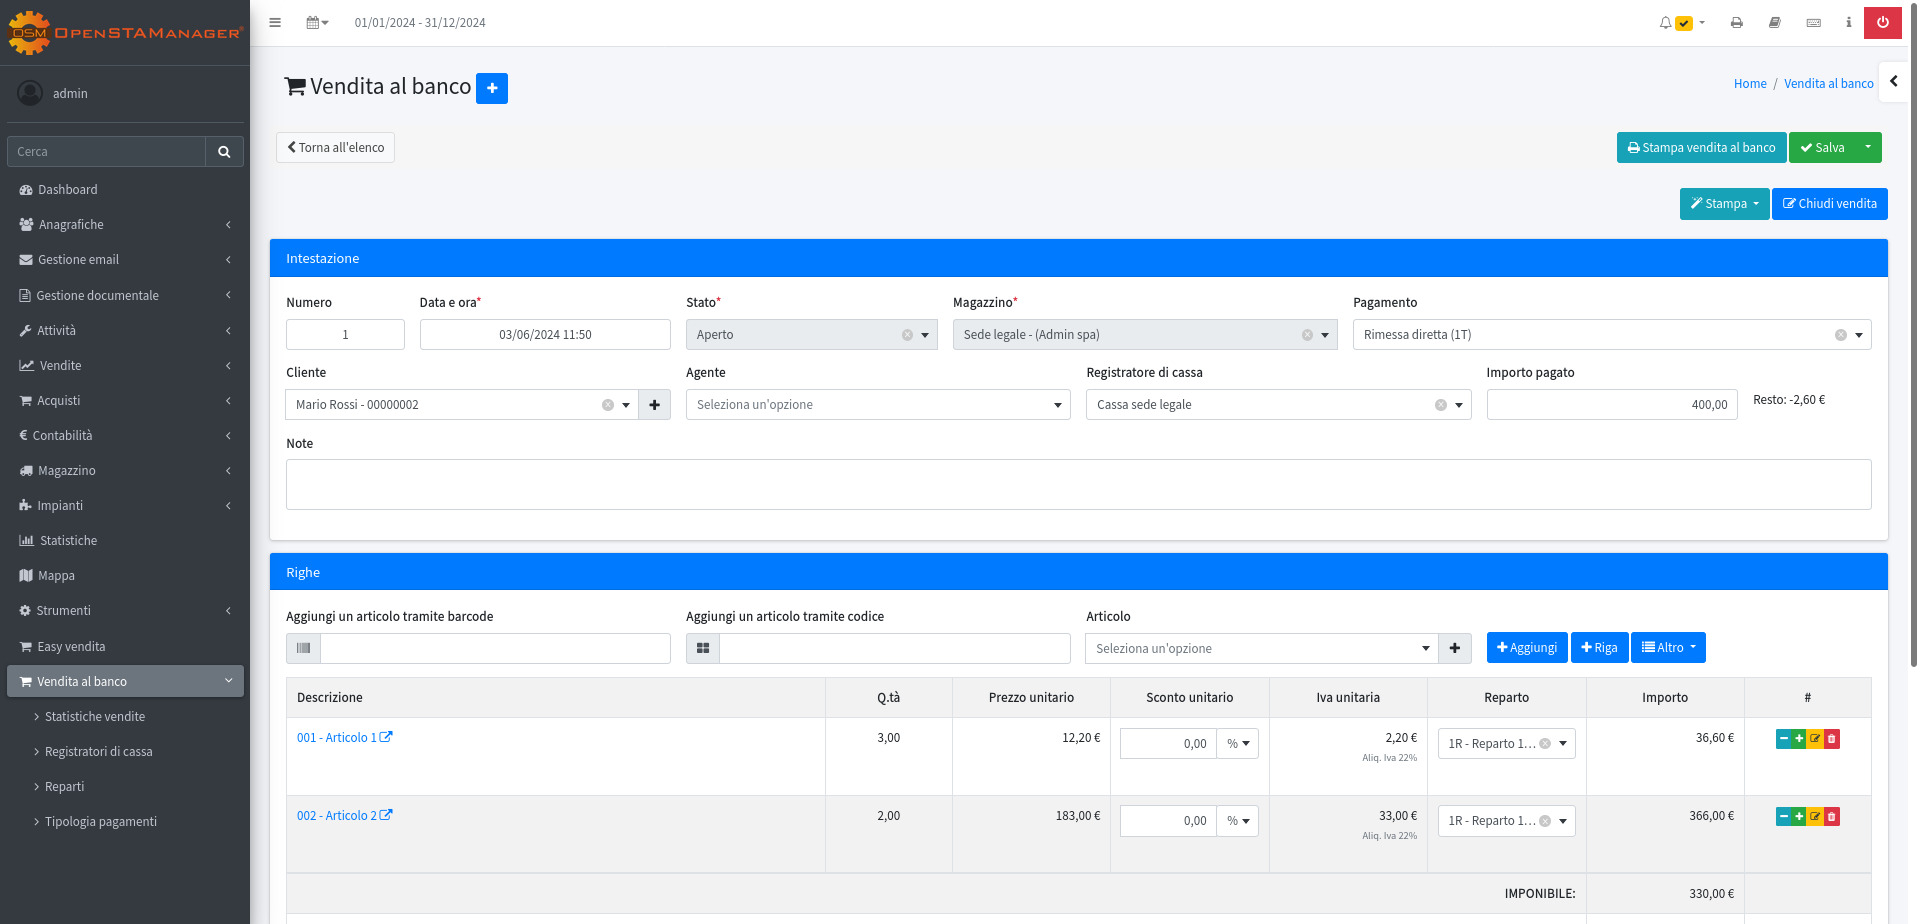 OSM OPENSTAMANAGER®
01/01/2024 - 31/12/2024
admin
Cerca
Dashboard
Anagrafiche
Gestione email
Gestione documentale
Attività
Vendite
Acquisti
Contabilità
Magazzino
Impianti
Statistiche
Mappa
Strumenti
Easy vendita
Vendita al banco
Statistiche vendite
Registratori di cassa
Reparti
Tipologia pagamenti
Vendita al banco
Home / Vendita al banco
Torna all'elenco
Stampa vendita al banco Salva
Stampa Chiudi vendita
Intestazione
Numero Data e ora* Stato* Magazzino* Pagamento
1 03/06/2024 11:50 Aperto Sede legale - (Admin spa) Rimessa diretta (1T)
Cliente Agente Registratore di cassa Importo pagato
Mario Rossi - 00000002 Seleziona un'opzione Cassa sede legale 400,00 Resto: -2,60 €
Note
Righe
Aggiungi un articolo tramite barcode Aggiungi un articolo tramite codice Articolo
Seleziona un'opzione Aggiungi Riga Altro
Descrizione Q.tà Prezzo unitario Sconto unitario Iva unitaria Reparto Importo #
001 - Articolo 1 3,00 12,20 € 0,00 % 2,20 € 1R - Reparto 1... 36,60 €
Aliq. Iva 22%
002 - Articolo 2 2,00 183,00 € 0,00 % 33,00 € 1R - Reparto 1... 366,00 €
Aliq. Iva 22%
IMPONIBILE: 330,00 €